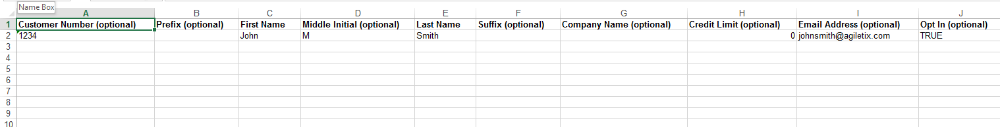 Name Box
A B C D E F G H I J
1 Customer Number (optional) Prefix (optional) First Name Middle Initial (optional) Last Name Suffix (optional) Company Name (optional) Credit Limit (optional) Email Address (optional) Opt In (optional)
2 1234 John M Smith 0 johnsmith@agiletix.com TRUE
3
4
5
6
7
8
9
10